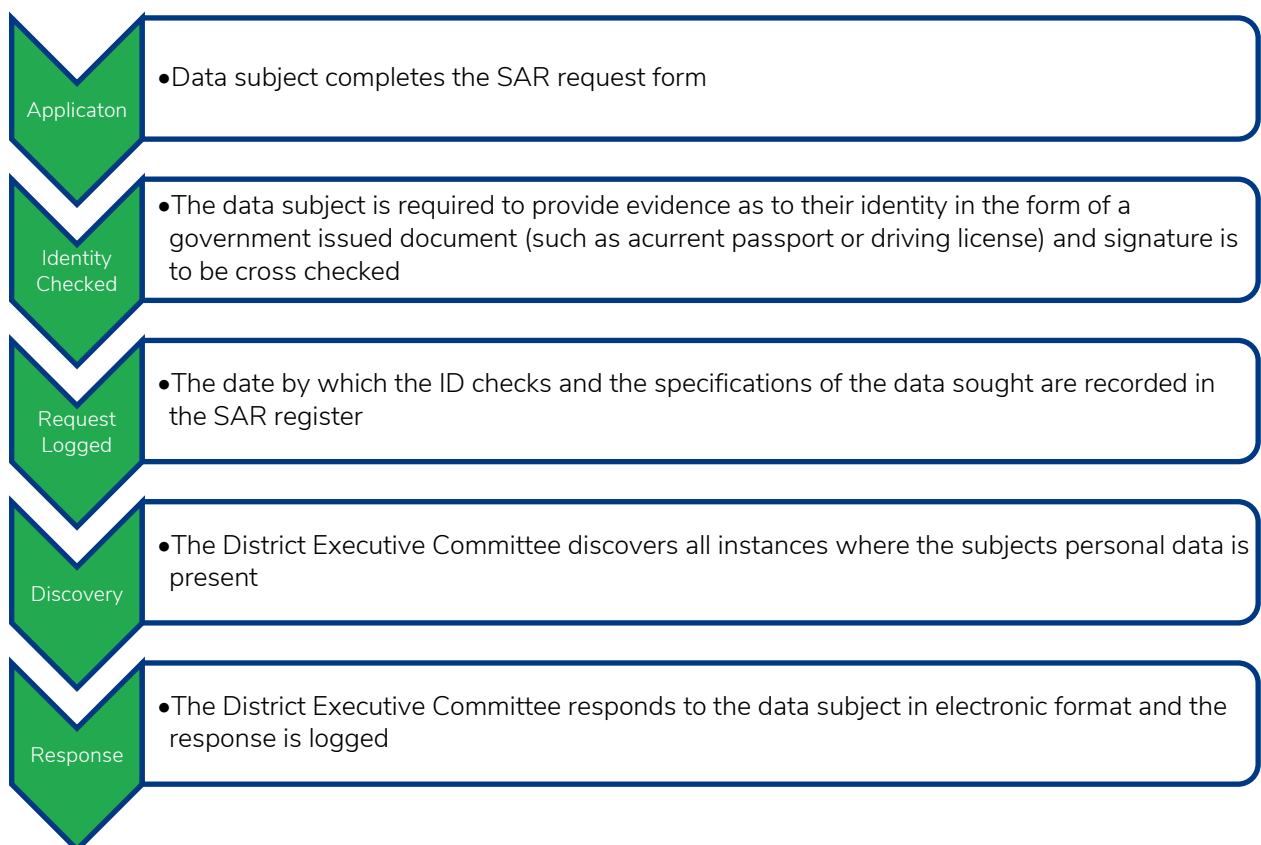 Applicaton
•Data subject completes the SAR request form
Identity
Checked
•The data subject is required to provide evidence as to their identity in the form of a
government issued document (such as acurrent passport or driving license) and signature is
to be cross checked
Request
Logged
•The date by which the ID checks and the specifications of the data sought are recorded in
the SAR register
Discovery
•The District Executive Committee discovers all instances where the subjects personal data is
present
Response
•The District Executive Committee responds to the data subject in electronic format and the
response is logged